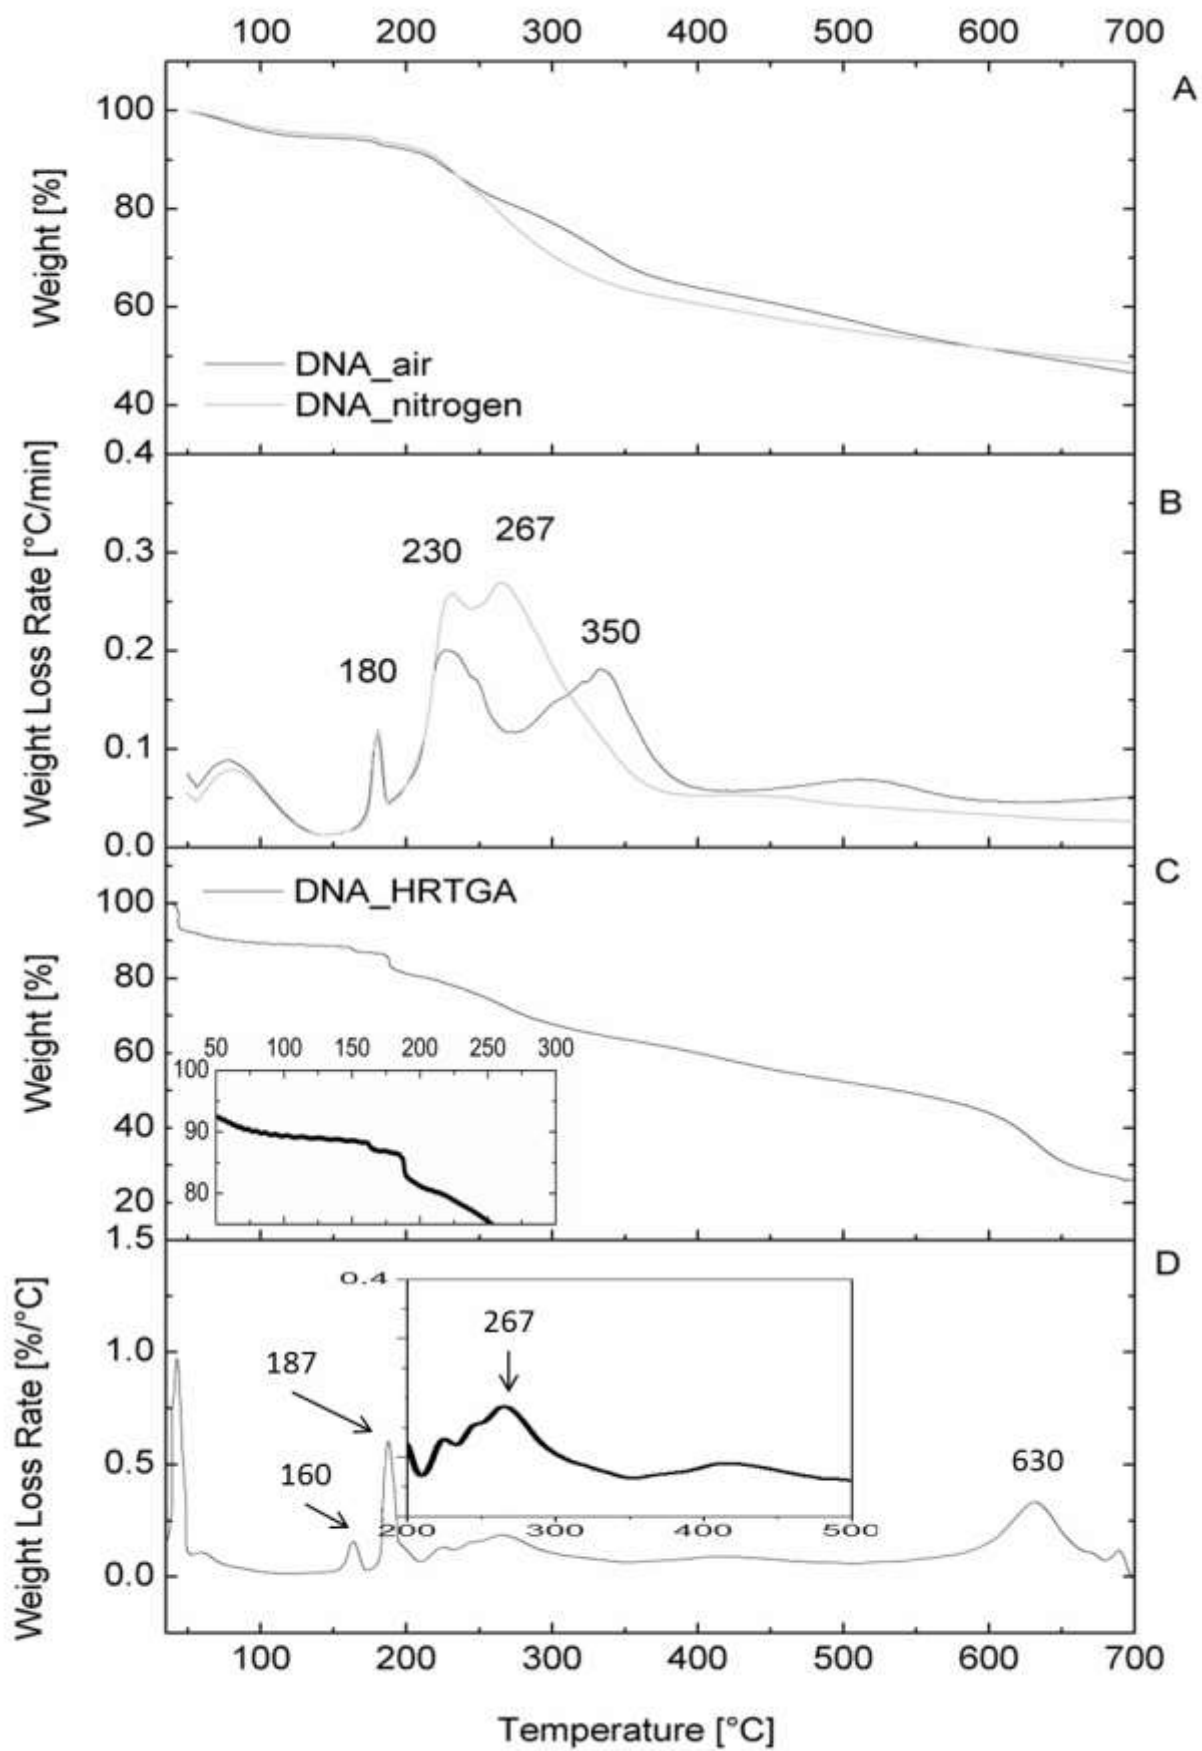 100 200 300 400 500 600 700
A
100
80
60
40
Weight [%]
DNA_air
DNA_nitrogen
0.4
B
0.3
0.2
0.1
0.0
Weight Loss Rate [°C/min]
180
230
267
350
C
DNA_HRTGA
100
80
60
40
20
Weight [%]
50 100 150 200 250 300
100
90
80
1.5
D
1.0
0.5
0.0
Weight Loss Rate [%/°C]
0.4
267
187
160
630
200 300 400 500
100 200 300 400 500 600 700
Temperature [°C]